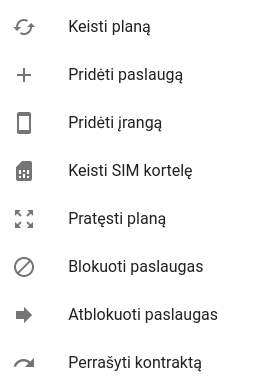 Keisti planą
Pridėti paslaugą
Pridėti įrangą
Keisti SIM kortelę
Pratęsti planą
Blokuoti paslaugas
Atblokuoti paslaugas
Perrašyti kontraktą